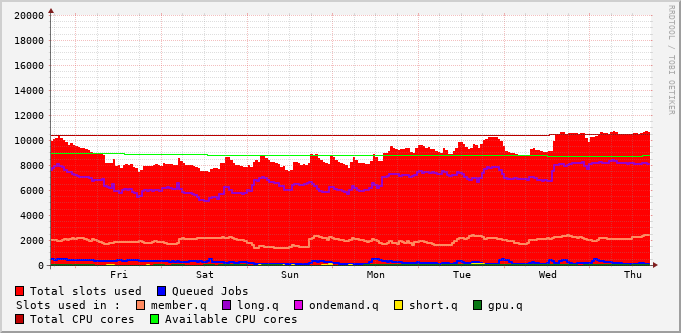 20000
18000
16000
14000
12000
10000
8000
6000
4000
2000
0
Fri Sat Sun Mon Tue Wed Thu
Total slots used Queued Jobs
Slots used in : member.q long.q ondemand.q short.q gpu.q
Total CPU cores Available CPU cores
RRDTOOL / TOBI OETIKER